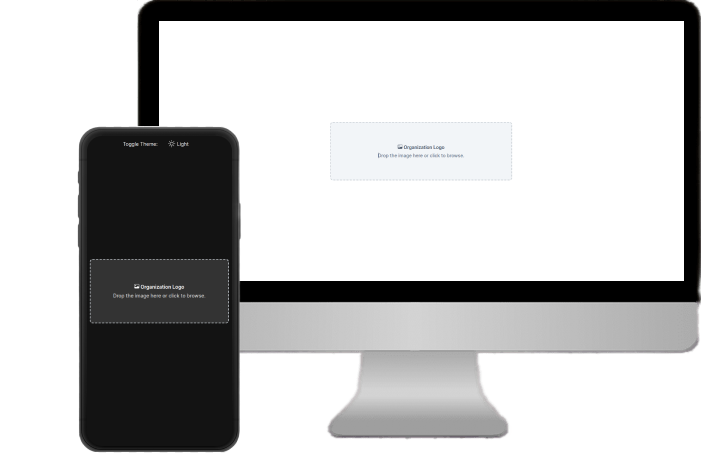 Organization Logo
Drop the image here or click to browse.
Toggle Theme: Light
Organization Logo
Drop the image here or click to browse.